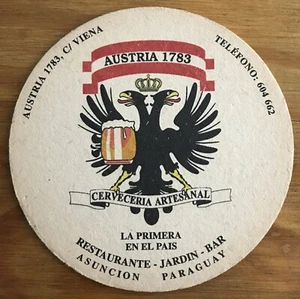 AUSTRIA 1783, C/ VIENA
TELÉFONO: 604 662
AUSTRIA 1783
CERVECERIA ARTESANAL
LA PRIMERA
EN EL PAIS
RESTAURANTE - JARDIN - BAR
ASUNCION PARAGUAY